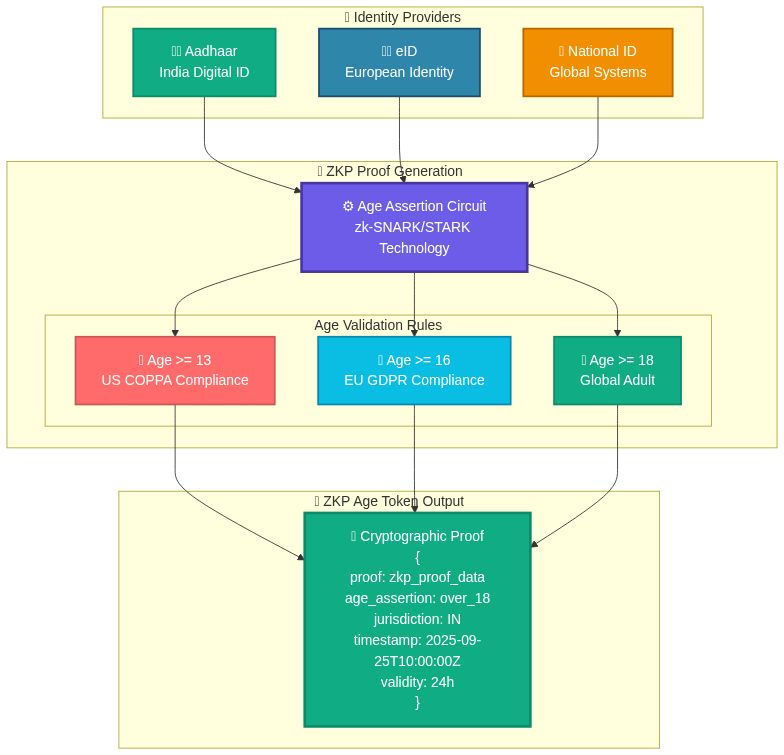 Identity Providers
Aadhaar
India Digital ID
eID
European Identity
National ID
Global Systems
ZKP Proof Generation
⚙ Age Assertion Circuit
zk-SNARK/STARK
Technology
Age Validation Rules
Age >= 13
US COPPA Compliance
Age >= 16
EU GDPR Compliance
Age >= 18
Global Adult
ZKP Age Token Output
Cryptographic Proof
{
proof: zkp_proof_data
age_assertion: over_18
jurisdiction: IN
timestamp: 2025-09-
25T10:00:00Z
validity: 24h
}